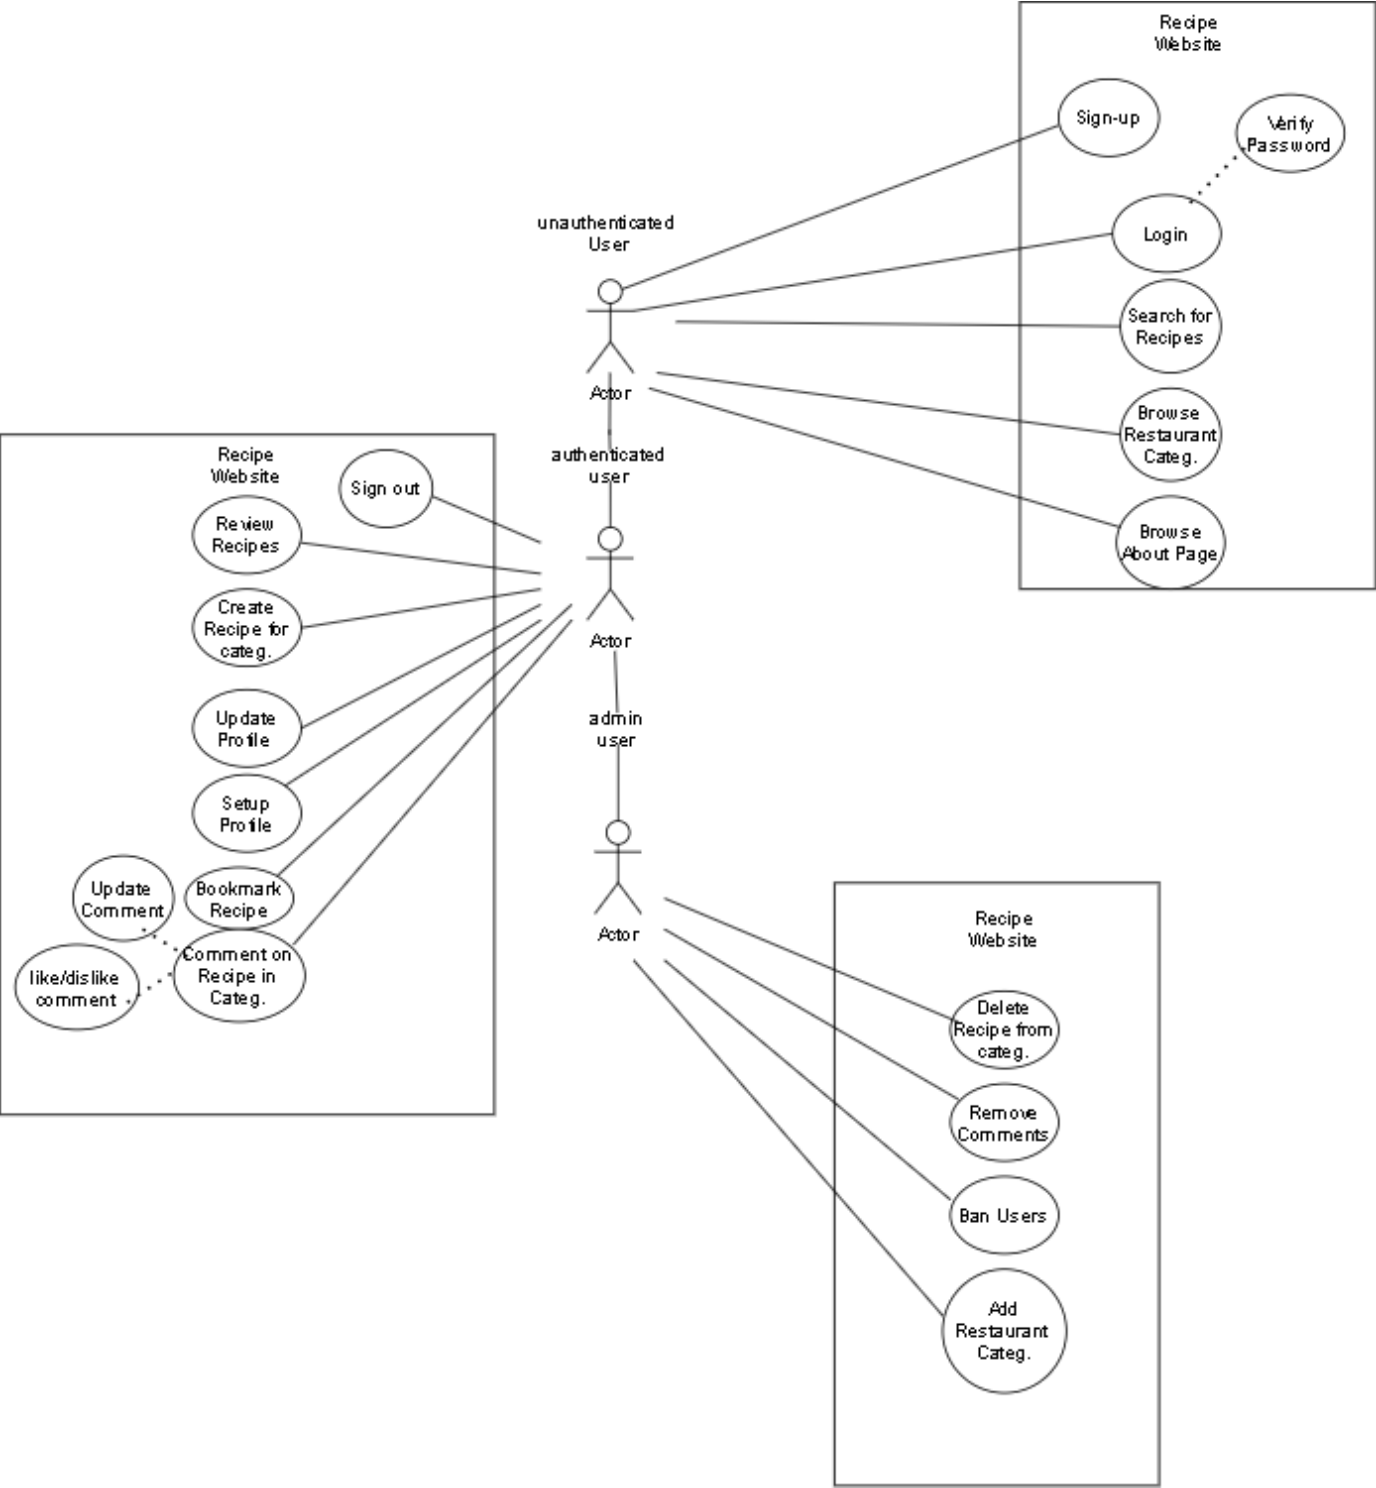 Recipe
Website
Sign-up
Verify
Password
Login
Search for
Recipes
Browse
Restaurant
Categ.
Browse
About Page
unauthenticated
User
Actor
authenticated
user
Actor
admin
user
Actor
Recipe
Website
Sign out
Review
Recipes
Create
Recipe for
categ.
Update
Profile
Setup
Profile
Update
Comment
Bookmark
Recipe
like/dislike
comment
Comment on
Recipe in
Categ.
Recipe
Website
Delete
Recipe from
categ.
Remove
Comments
Ban Users
Add
Restaurant
Categ.